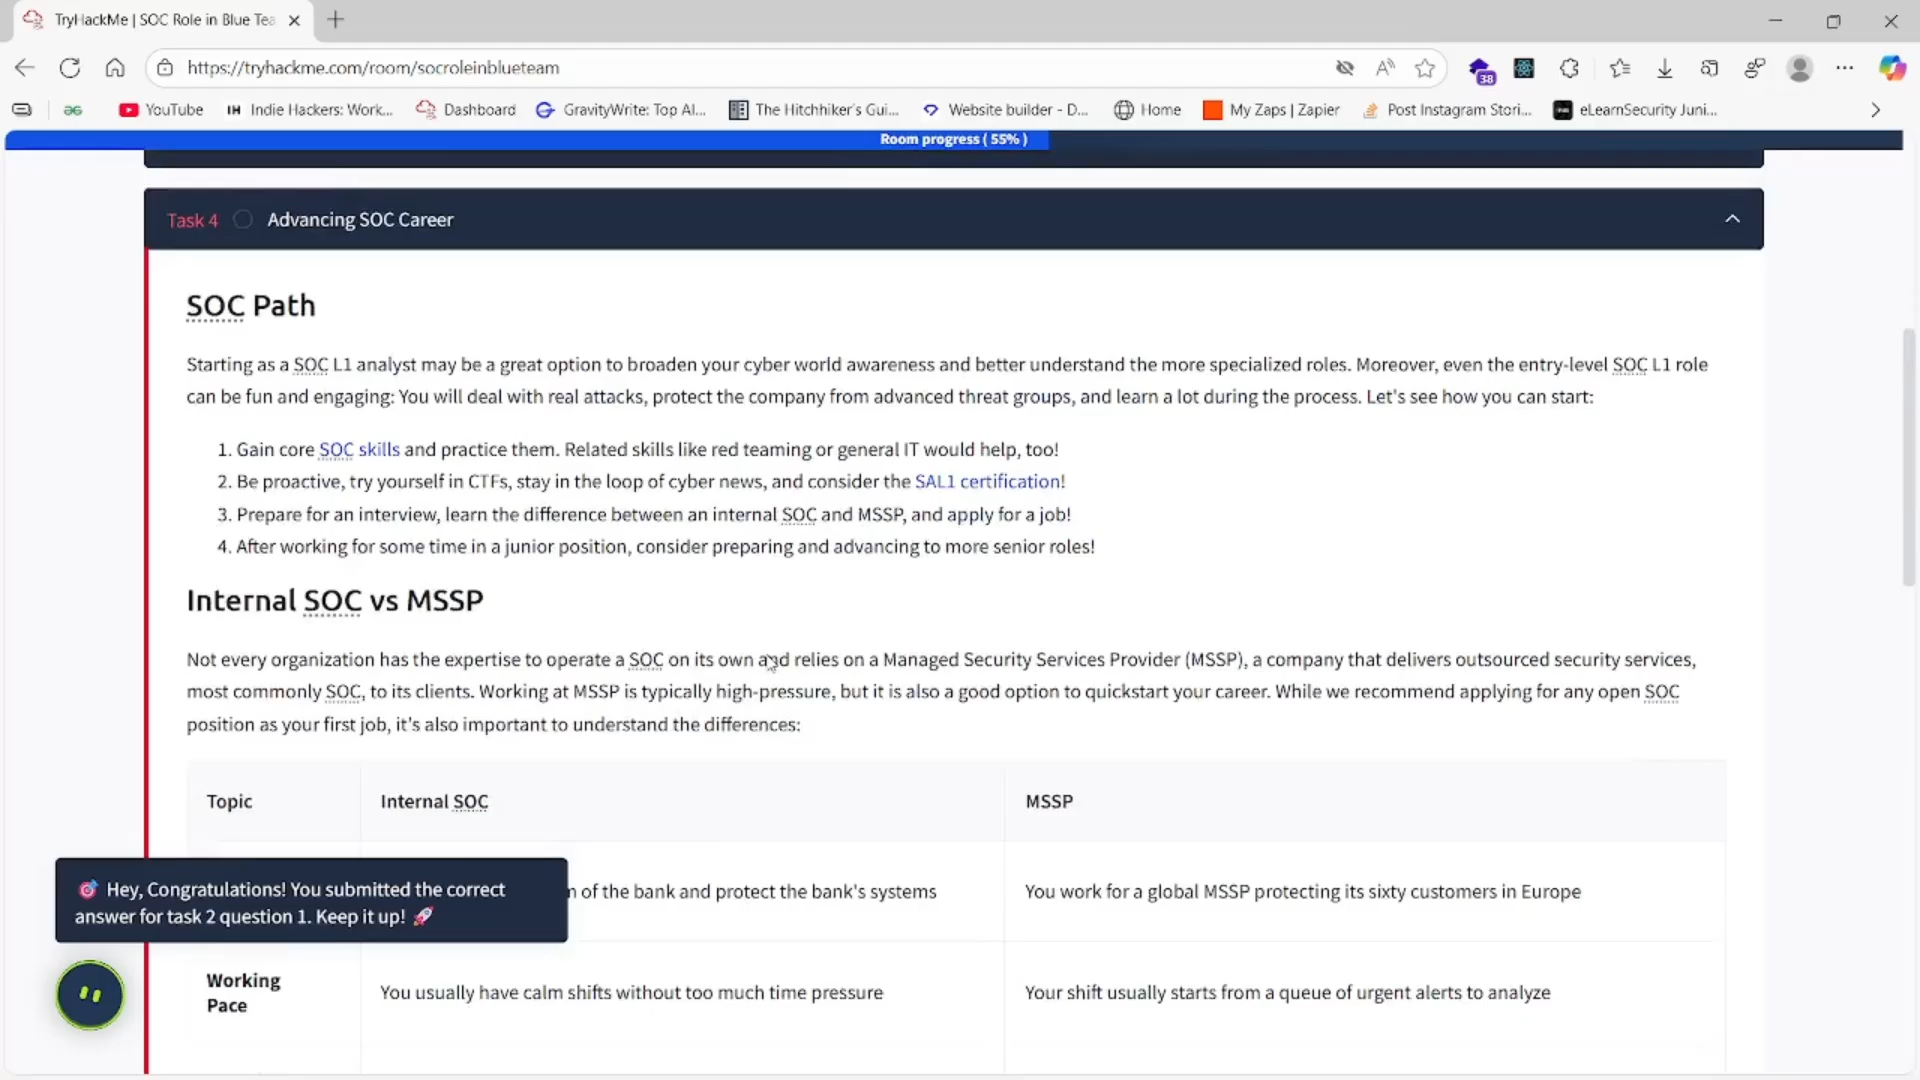 TryHackMe | SOC Role in Blue Tea
https://tryhackme.com/room/socroleinblueteam
38
YouTube
IH Indie Hackers: Work...
Dashboard
GravityWrite: Top AI...
The Hitchhiker's Gui...
Website builder - D...
Home
My Zaps | Zapier
Post Instagram Stori...
eLearnSecurity Juni...
Room progress ( 55% )
Task 4 Advancing SOC Career
SOC Path
Starting as a SOC L1 analyst may be a great option to broaden your cyber world awareness and better understand the more specialized roles. Moreover, even the entry-level SOC L1 role
can be fun and engaging: You will deal with real attacks, protect the company from advanced threat groups, and learn a lot during the process. Let's see how you can start:
1. Gain core SOC skills and practice them. Related skills like red teaming or general IT would help, too!
2. Be proactive, try yourself in CTFs, stay in the loop of cyber news, and consider the SAL1 certification!
3. Prepare for an interview, learn the difference between an internal SOC and MSSP, and apply for a job!
4. After working for some time in a junior position, consider preparing and advancing to more senior roles!
Internal SOC vs MSSP
Not every organization has the expertise to operate a SOC on its own and relies on a Managed Security Services Provider (MSSP), a company that delivers outsourced security services,
most commonly SOC, to its clients. Working at MSSP is typically high-pressure, but it is also a good option to quickstart your career. While we recommend applying for any open SOC
position as your first job, it's also important to understand the differences:
Topic Internal SOC MSSP
of the bank and protect the bank's systems You work for a global MSSP protecting its sixty customers in Europe
Hey, Congratulations! You submitted the correct
answer for task 2 question 1. Keep it up!
Working
Pace
You usually have calm shifts without too much time pressure Your shift usually starts from a queue of urgent alerts to analyze